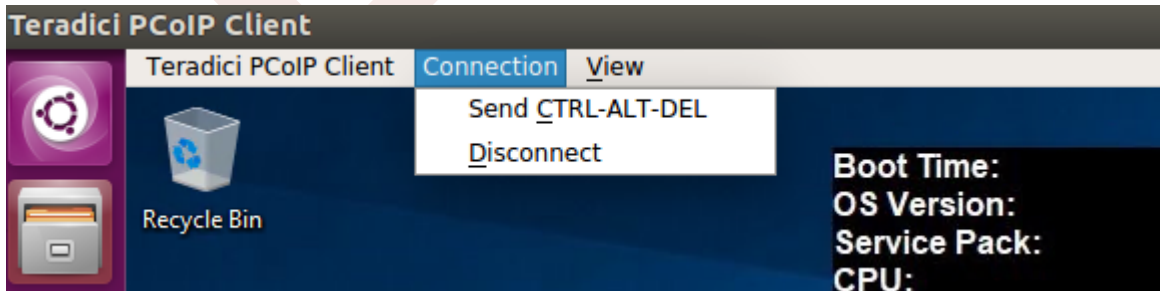 Teradici PCoIP Client
Teradici PCoIP Client Connection View
Send CTRL-ALT-DEL
Disconnect
Recycle Bin
Boot Time:
OS Version:
Service Pack:
CPU: